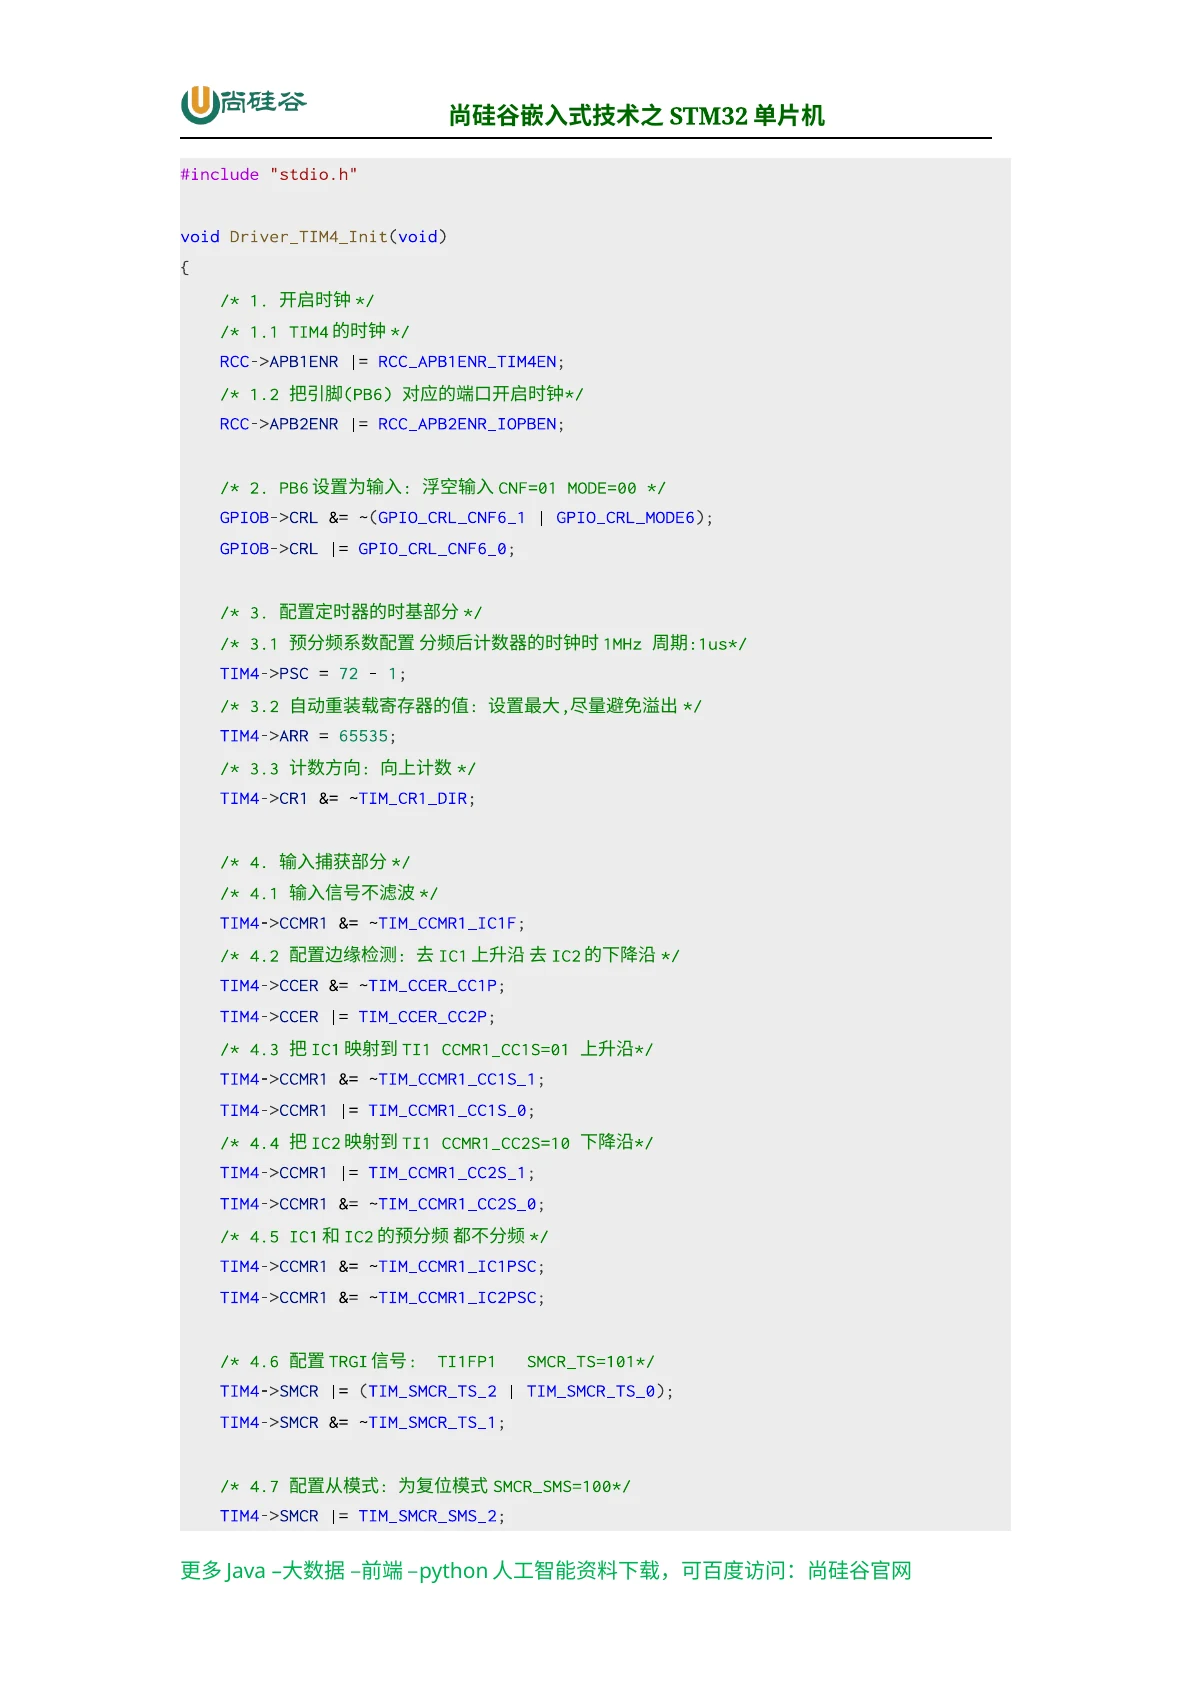 尚硅谷
尚硅谷嵌入式技术之 STM32 单片机
#include "stdio.h"
void Driver_TIM4_Init(void)
{
/* 1. 开启时钟 */
/* 1.1 TIM4 的时钟 */
RCC->APB1ENR |= RCC_APB1ENR_TIM4EN;
/* 1.2 把引脚(PB6) 对应的端口开启时钟*/
RCC->APB2ENR |= RCC_APB2ENR_IOPBEN;
/* 2. PB6 设置为输入: 浮空输入 CNF=01 MODE=00 */
GPIOB->CRL &= ~(GPIO_CRL_CNF6_1 | GPIO_CRL_MODE6);
GPIOB->CRL |= GPIO_CRL_CNF6_0;
/* 3. 配置定时器的时基部分 */
/* 3.1 预分频系数配置 分频后计数器的时钟时 1MHz 周期:1us*/
TIM4->PSC = 72 - 1;
/* 3.2 自动重装载寄存器的值: 设置最大,尽量避免溢出 */
TIM4->ARR = 65535;
/* 3.3 计数方向: 向上计数 */
TIM4->CR1 &= ~TIM_CR1_DIR;
/* 4. 输入捕获部分 */
/* 4.1 输入信号不滤波 */
TIM4->CCMR1 &= ~TIM_CCMR1_IC1F;
/* 4.2 配置边缘检测: 去 IC1 上升沿 去 IC2 的下降沿 */
TIM4->CCER &= ~TIM_CCER_CC1P;
TIM4->CCER |= TIM_CCER_CC2P;
/* 4.3 把 IC1 映射到 TI1 CCMR1_CC1S=01 上升沿*/
TIM4->CCMR1 &= ~TIM_CCMR1_CC1S_1;
TIM4->CCMR1 |= TIM_CCMR1_CC1S_0;
/* 4.4 把 IC2 映射到 TI1 CCMR1_CC2S=10 下降沿*/
TIM4->CCMR1 |= TIM_CCMR1_CC2S_1;
TIM4->CCMR1 &= ~TIM_CCMR1_CC2S_0;
/* 4.5 IC1 和 IC2 的预分频 都不分频 */
TIM4->CCMR1 &= ~TIM_CCMR1_IC1PSC;
TIM4->CCMR1 &= ~TIM_CCMR1_IC2PSC;
/* 4.6 配置 TRGI 信号: TI1FP1 SMCR_TS=101*/
TIM4->SMCR |= (TIM_SMCR_TS_2 | TIM_SMCR_TS_0);
TIM4->SMCR &= ~TIM_SMCR_TS_1;
/* 4.7 配置从模式: 为复位模式 SMCR_SMS=100*/
TIM4->SMCR |= TIM_SMCR_SMS_2;
更多 Java –大数据 –前端 –python 人工智能资料下载，可百度访问：尚硅谷官网